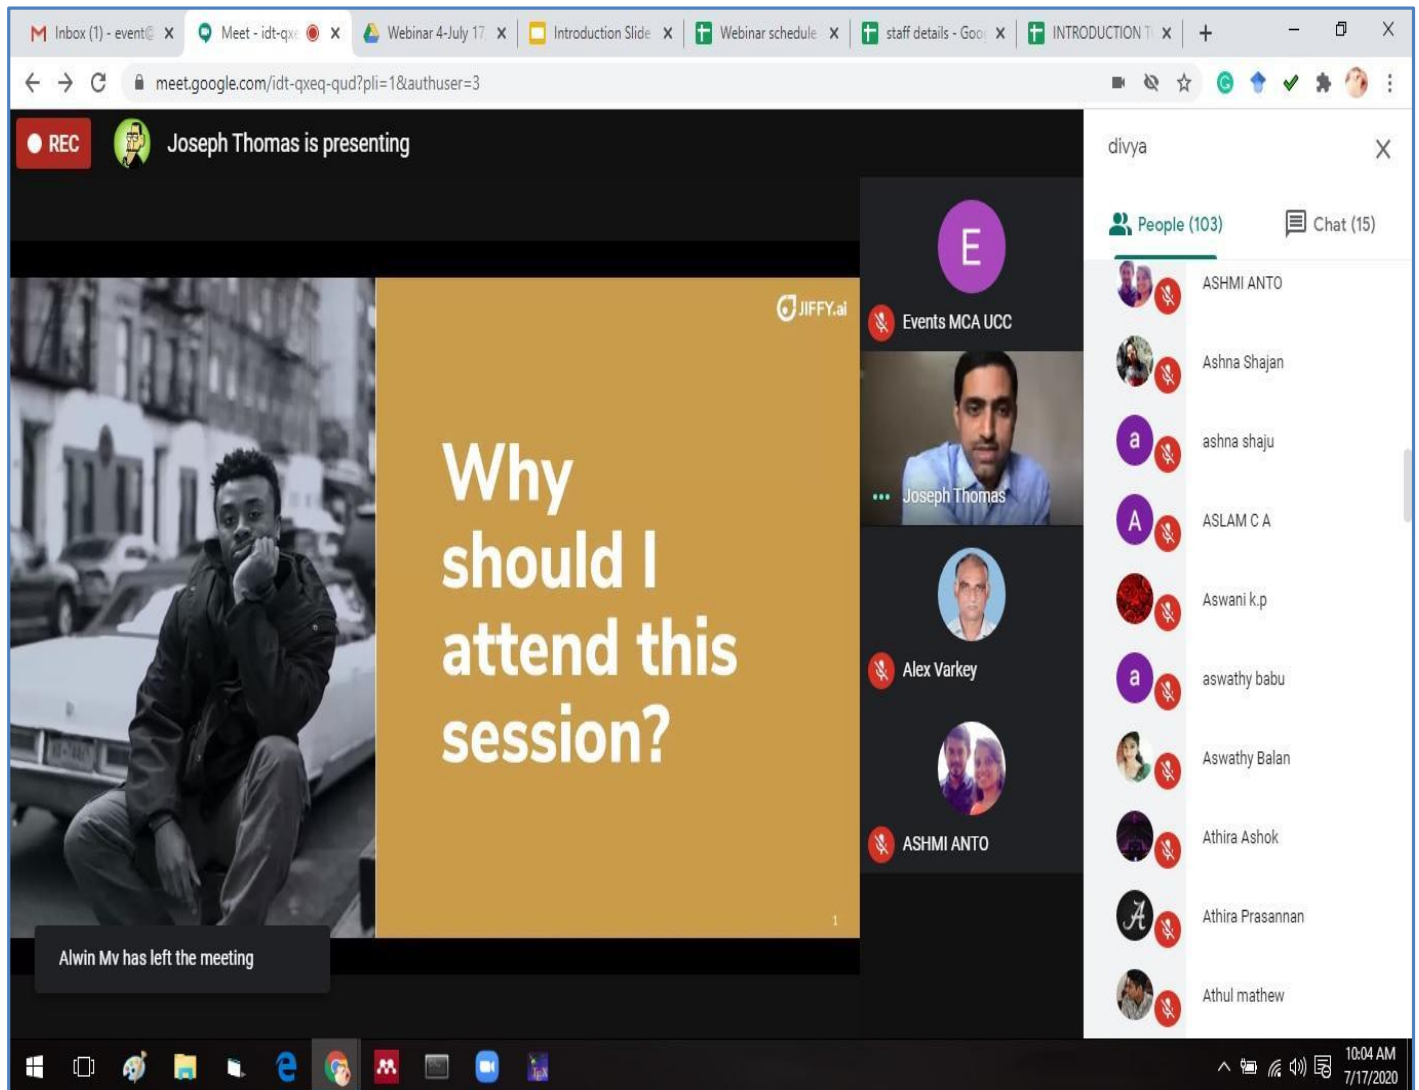 Inbox (1) - event@
Meet - idt-qxe
Webinar 4-July 17,
Introduction Slide
Webinar schedule
staff details - Goo
INTRODUCTION T
meet.google.com/idt-qxeq-qud?pli=1&authuser=3
REC
Joseph Thomas is presenting
divya
People (103)
Chat (15)
JIFFY.ai
Why
should I
attend this
session?
1
E
Events MCA UCC
Joseph Thomas
Alex Varkey
ASHMI ANTO
ASHMI ANTO
Ashna Shajan
a
ashna shaju
A
ASLAM C A
Aswani k.p
a
aswathy babu
Aswathy Balan
Athira Ashok
A
Athira Prasannan
Athul mathew
Alwin Mv has left the meeting
10:04 AM
7/17/2020